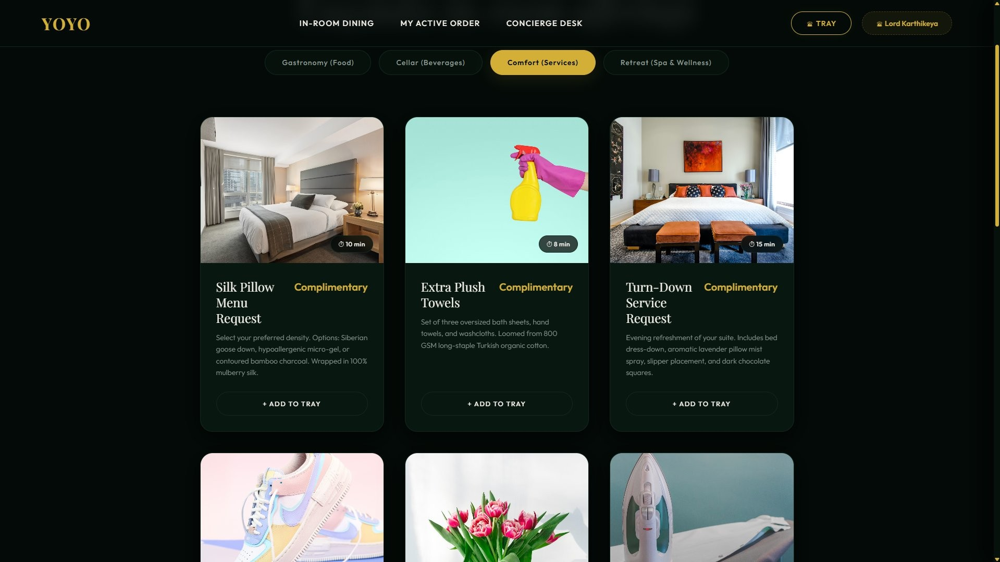 YOYO
IN-ROOM DINING
MY ACTIVE ORDER
CONCIERGE DESK
TRAY
Lord Karthikeya
Gastronomy (Food)
Cellar (Beverages)
Comfort (Services)
Retreat (Spa & Wellness)
10 min
8 min
15 min
Silk Pillow
Menu
Request
Complimentary
Select your preferred density. Options: Siberian
goose down, hypoallergenic micro-gel, or
contoured bamboo charcoal. Wrapped in 100%
mulberry silk.
+ ADD TO TRAY
Extra Plush
Towels
Complimentary
Set of three oversized bath sheets, hand
towels, and washcloths. Loomed from 800
GSM long-staple Turkish organic cotton.
+ ADD TO TRAY
Turn-Down
Service
Request
Complimentary
Evening refreshment of your suite. Includes bed
dress-down, aromatic lavender pillow mist
spray, slipper placement, and dark chocolate
squares.
+ ADD TO TRAY